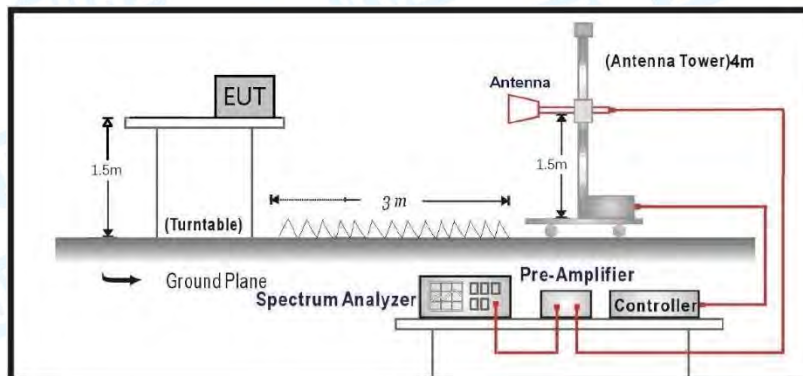 (Antenna Tower)4m
Antenna
EUT
1.5m
1.5m
3 m
(Turntable)
Ground Plane
Pre-Amplifier
Spectrum Analyzer
Controller